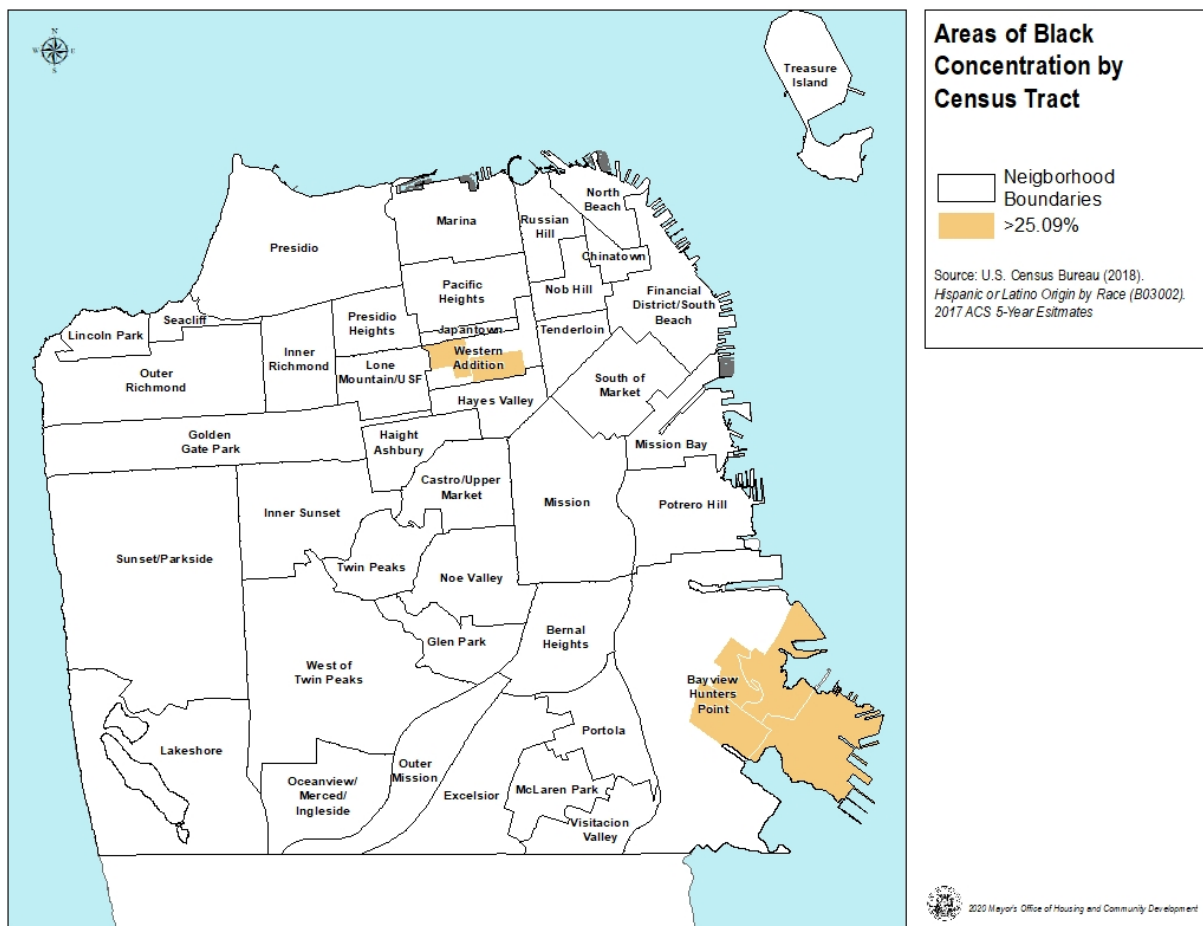 Areas of Black
Concentration by
Census Tract
Neigborhood
Boundaries
>25.09%
Source: U.S. Census Bureau (2018).
Hispanic or Latino Origin by Race (B03002).
2017 ACS 5-Year Esitmates
N
W E
S
Treasure
Island
North
Beach
Marina
Russian
Hill
Presidio
Chinatown
Pacific
Heights
Nob Hill
Financial
District/South
Beach
Seacliff
Lincoln Park
Presidio
Heights
Japantown
Tenderloin
Inner
Richmond
Western
Addition
Outer
Richmond
Lone
Mountain/USF
South of
Market
Hayes Valley
Golden
Gate Park
Haight
Ashbury
Mission Bay
Castro/Upper
Market
Mission
Potrero Hill
Inner Sunset
Sunset/Parkside
Twin Peaks
Noe Valley
Glen Park
Bernal
Heights
West of
Twin Peaks
Bayview
Hunters
Point
Portola
Lakeshore
Outer
Mission
Oceanview/
Merced/
Ingleside
Excelsior
McLaren Park
Visitacion
Valley
2020 Mayor's Office of Housing and Community Development